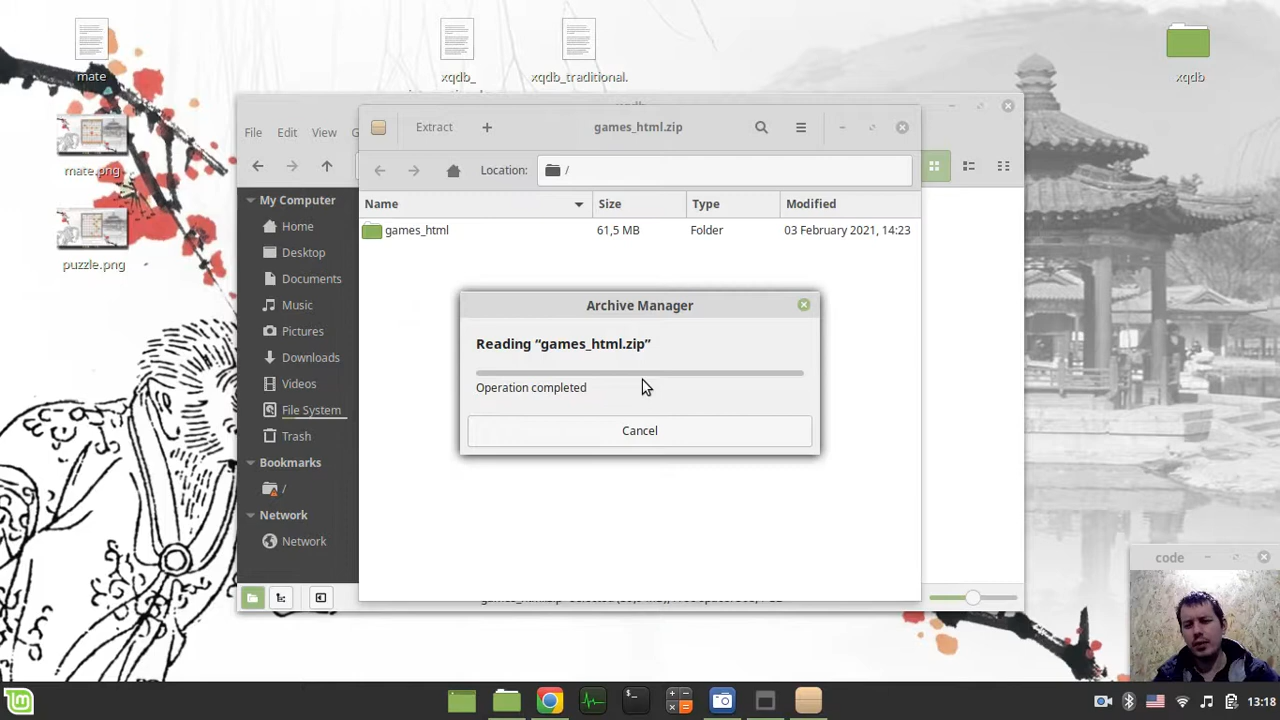 mate
xqdb_
xqdb_traditional.
xqdb
mate.png
puzzle.png
File Edit View
Extract
games_html.zip
Location:
/
Name Size Type Modified
games_html 61,5 MB Folder 03 February 2021, 14:23
My Computer
Home
Desktop
Documents
Music
Pictures
Downloads
Videos
File System
Trash
Bookmarks
/
Network
Network
Archive Manager
Reading “games_html.zip”
Operation completed
Cancel
code
13:18